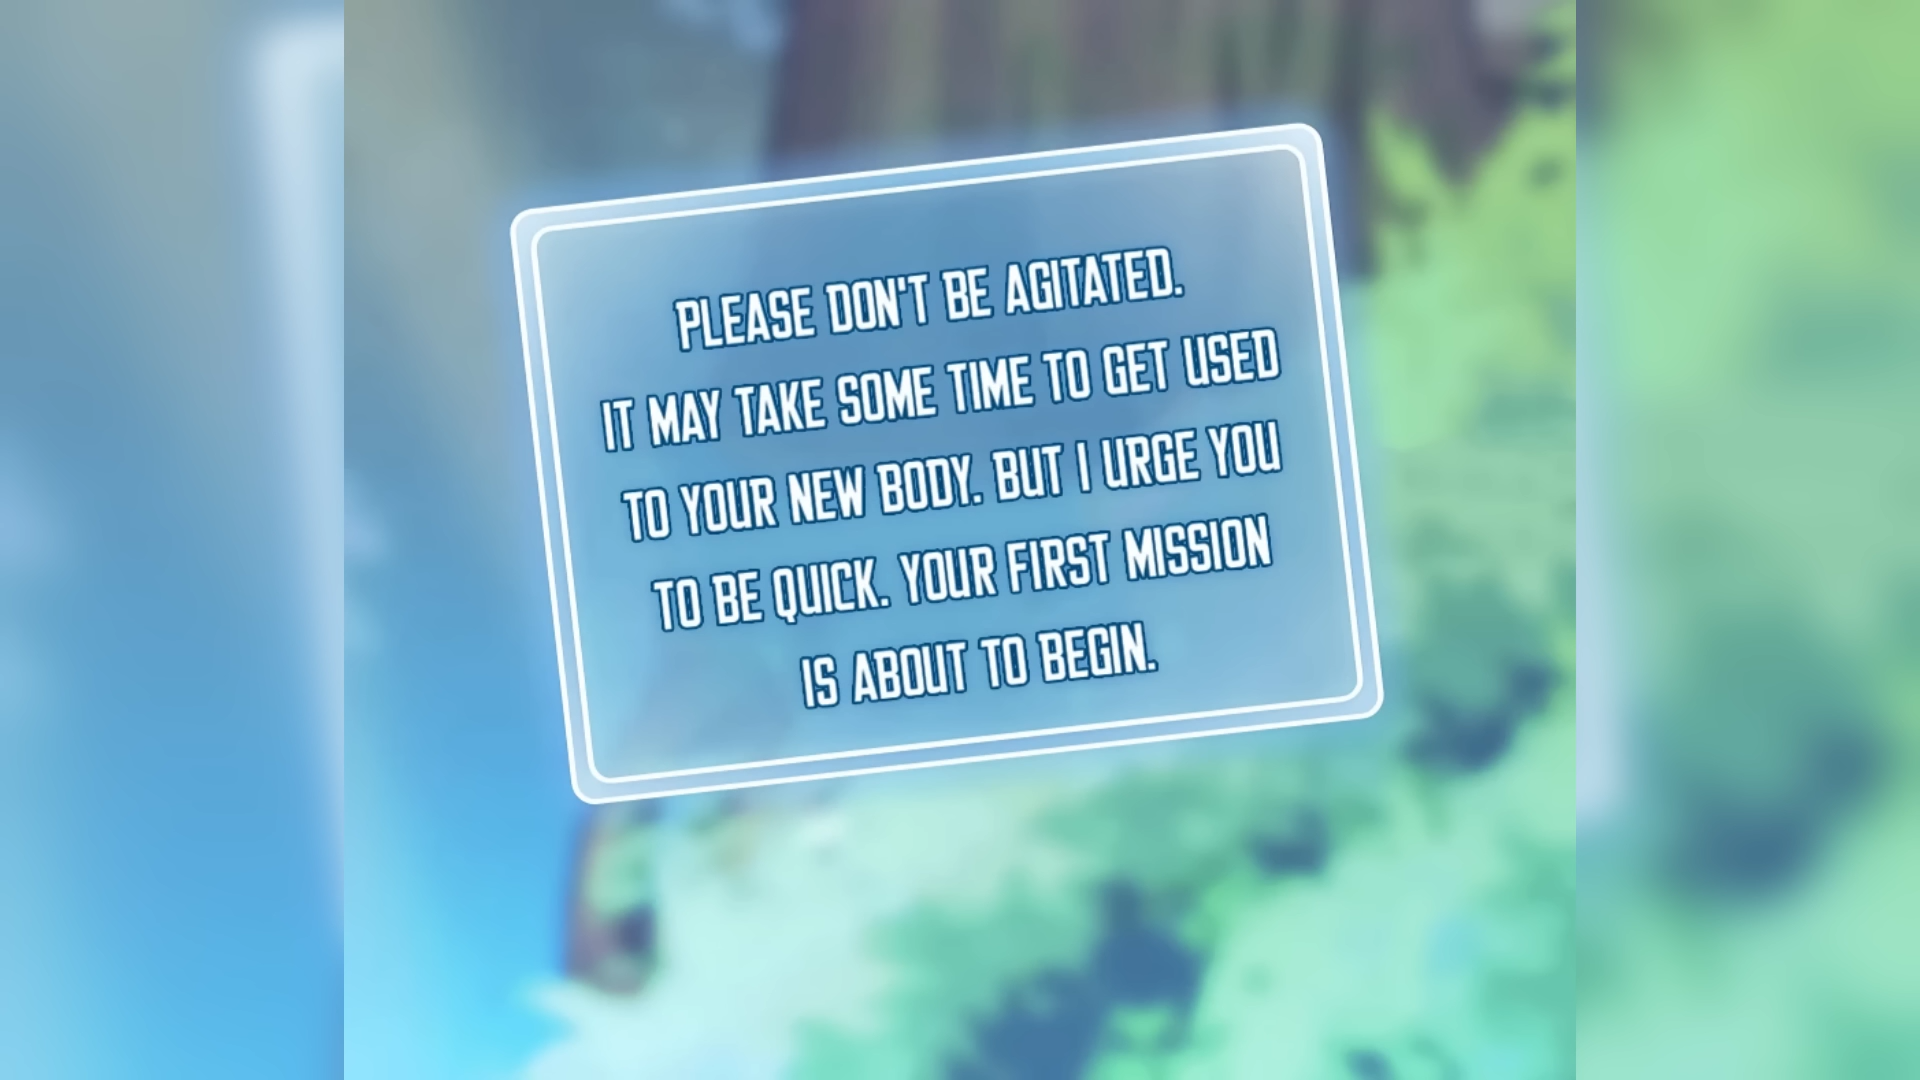 PLEASE DON'T BE AGITATED.
IT MAY TAKE SOME TIME TO GET USED
TO YOUR NEW BODY. BUT I URGE YOU
TO BE QUICK. YOUR FIRST MISSION
IS ABOUT TO BEGIN.